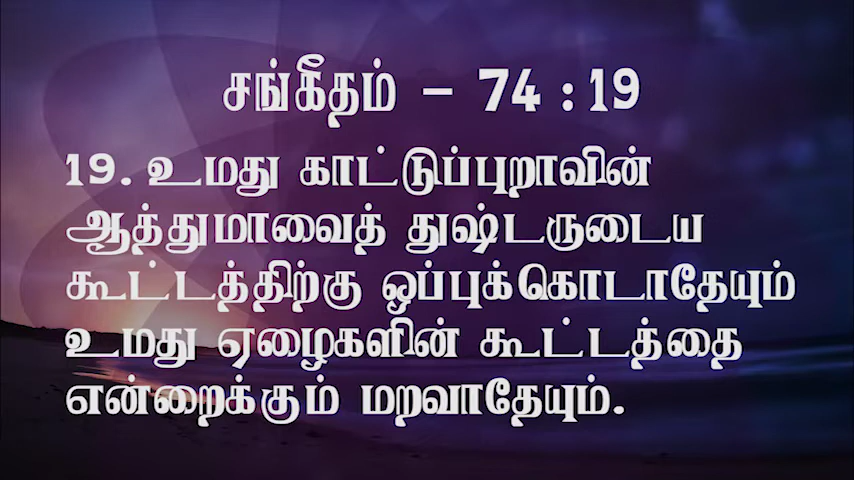 சங்கீதம் - 74 : 19
19. உமது காட்டுப்புறாவின்
ஆத்துமாவைத் துஷ்டருடைய
கூட்டத்திற்கு ஒப்புக்கொடாதேயும்
உமது ஏழைகளின் கூட்டத்தை
என்றைக்கும் மறவாதேயும்.